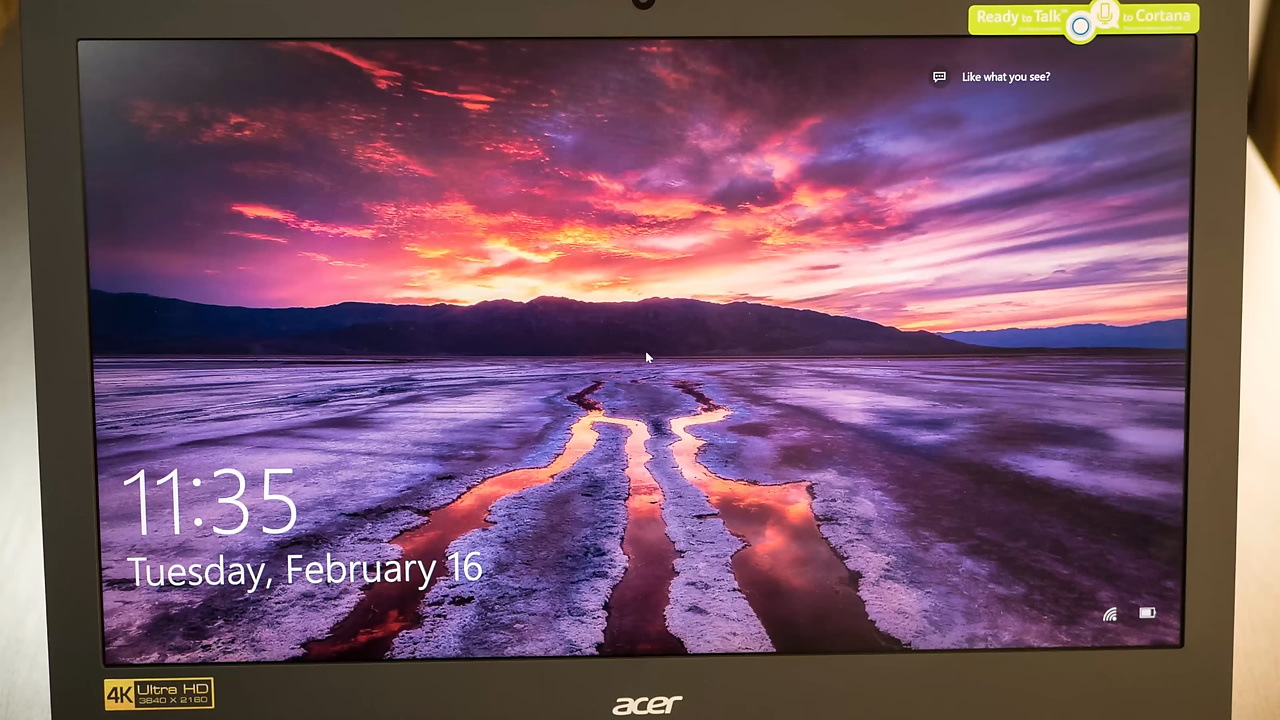 Ready to Talk™ to Cortana
Like what you see?
11:35
Tuesday, February 16
4K Ultra HD
3840 X 2160
acer